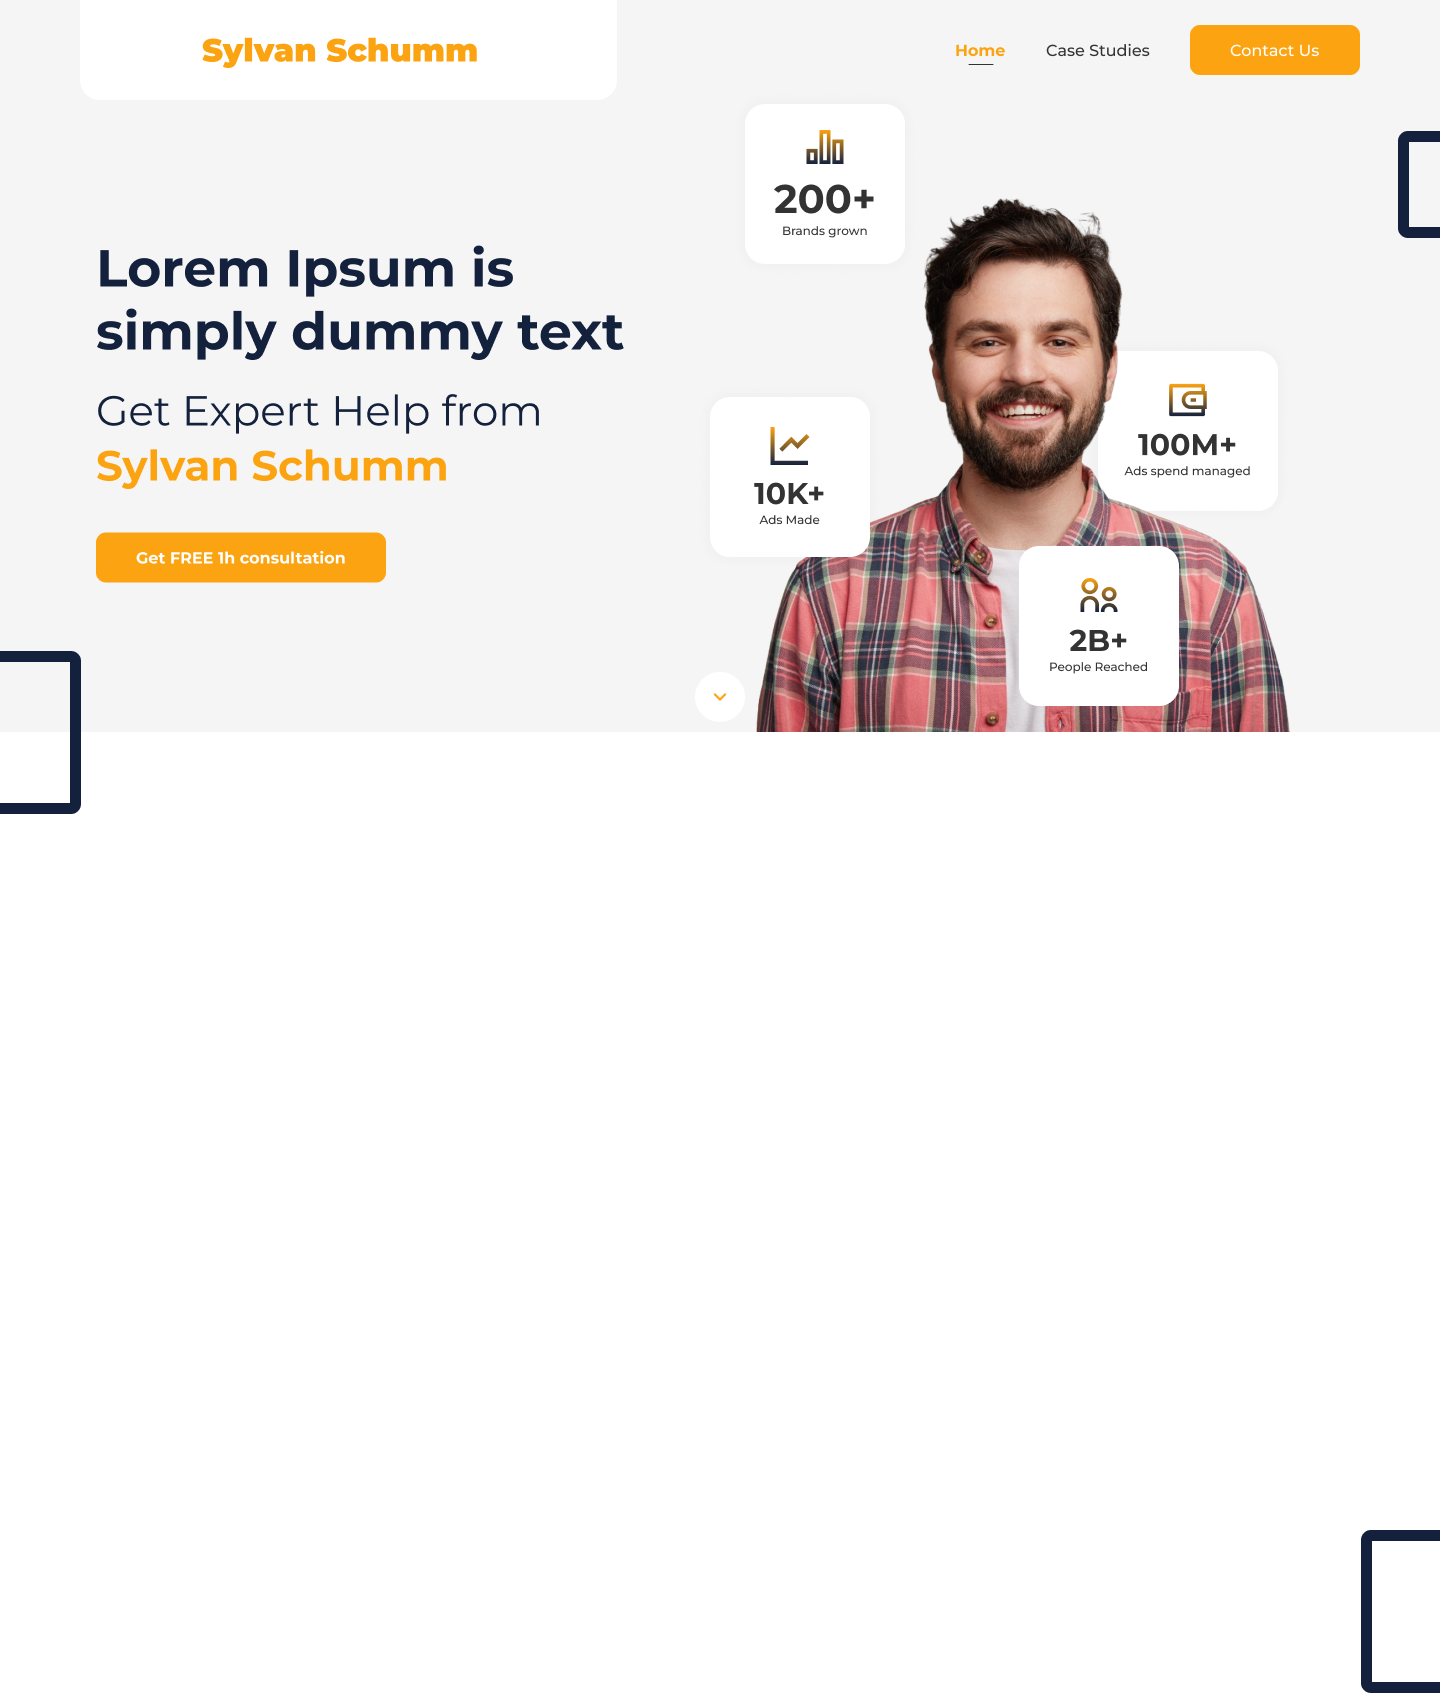 Sylvan Schumm
Home
Case Studies
Contact Us
200+
Brands grown
Lorem Ipsum is
simply dummy text
Get Expert Help from
Sylvan Schumm
Get FREE 1h consultation
10K+
Ads Made
100M+
Ads spend managed
2B+
People Reached